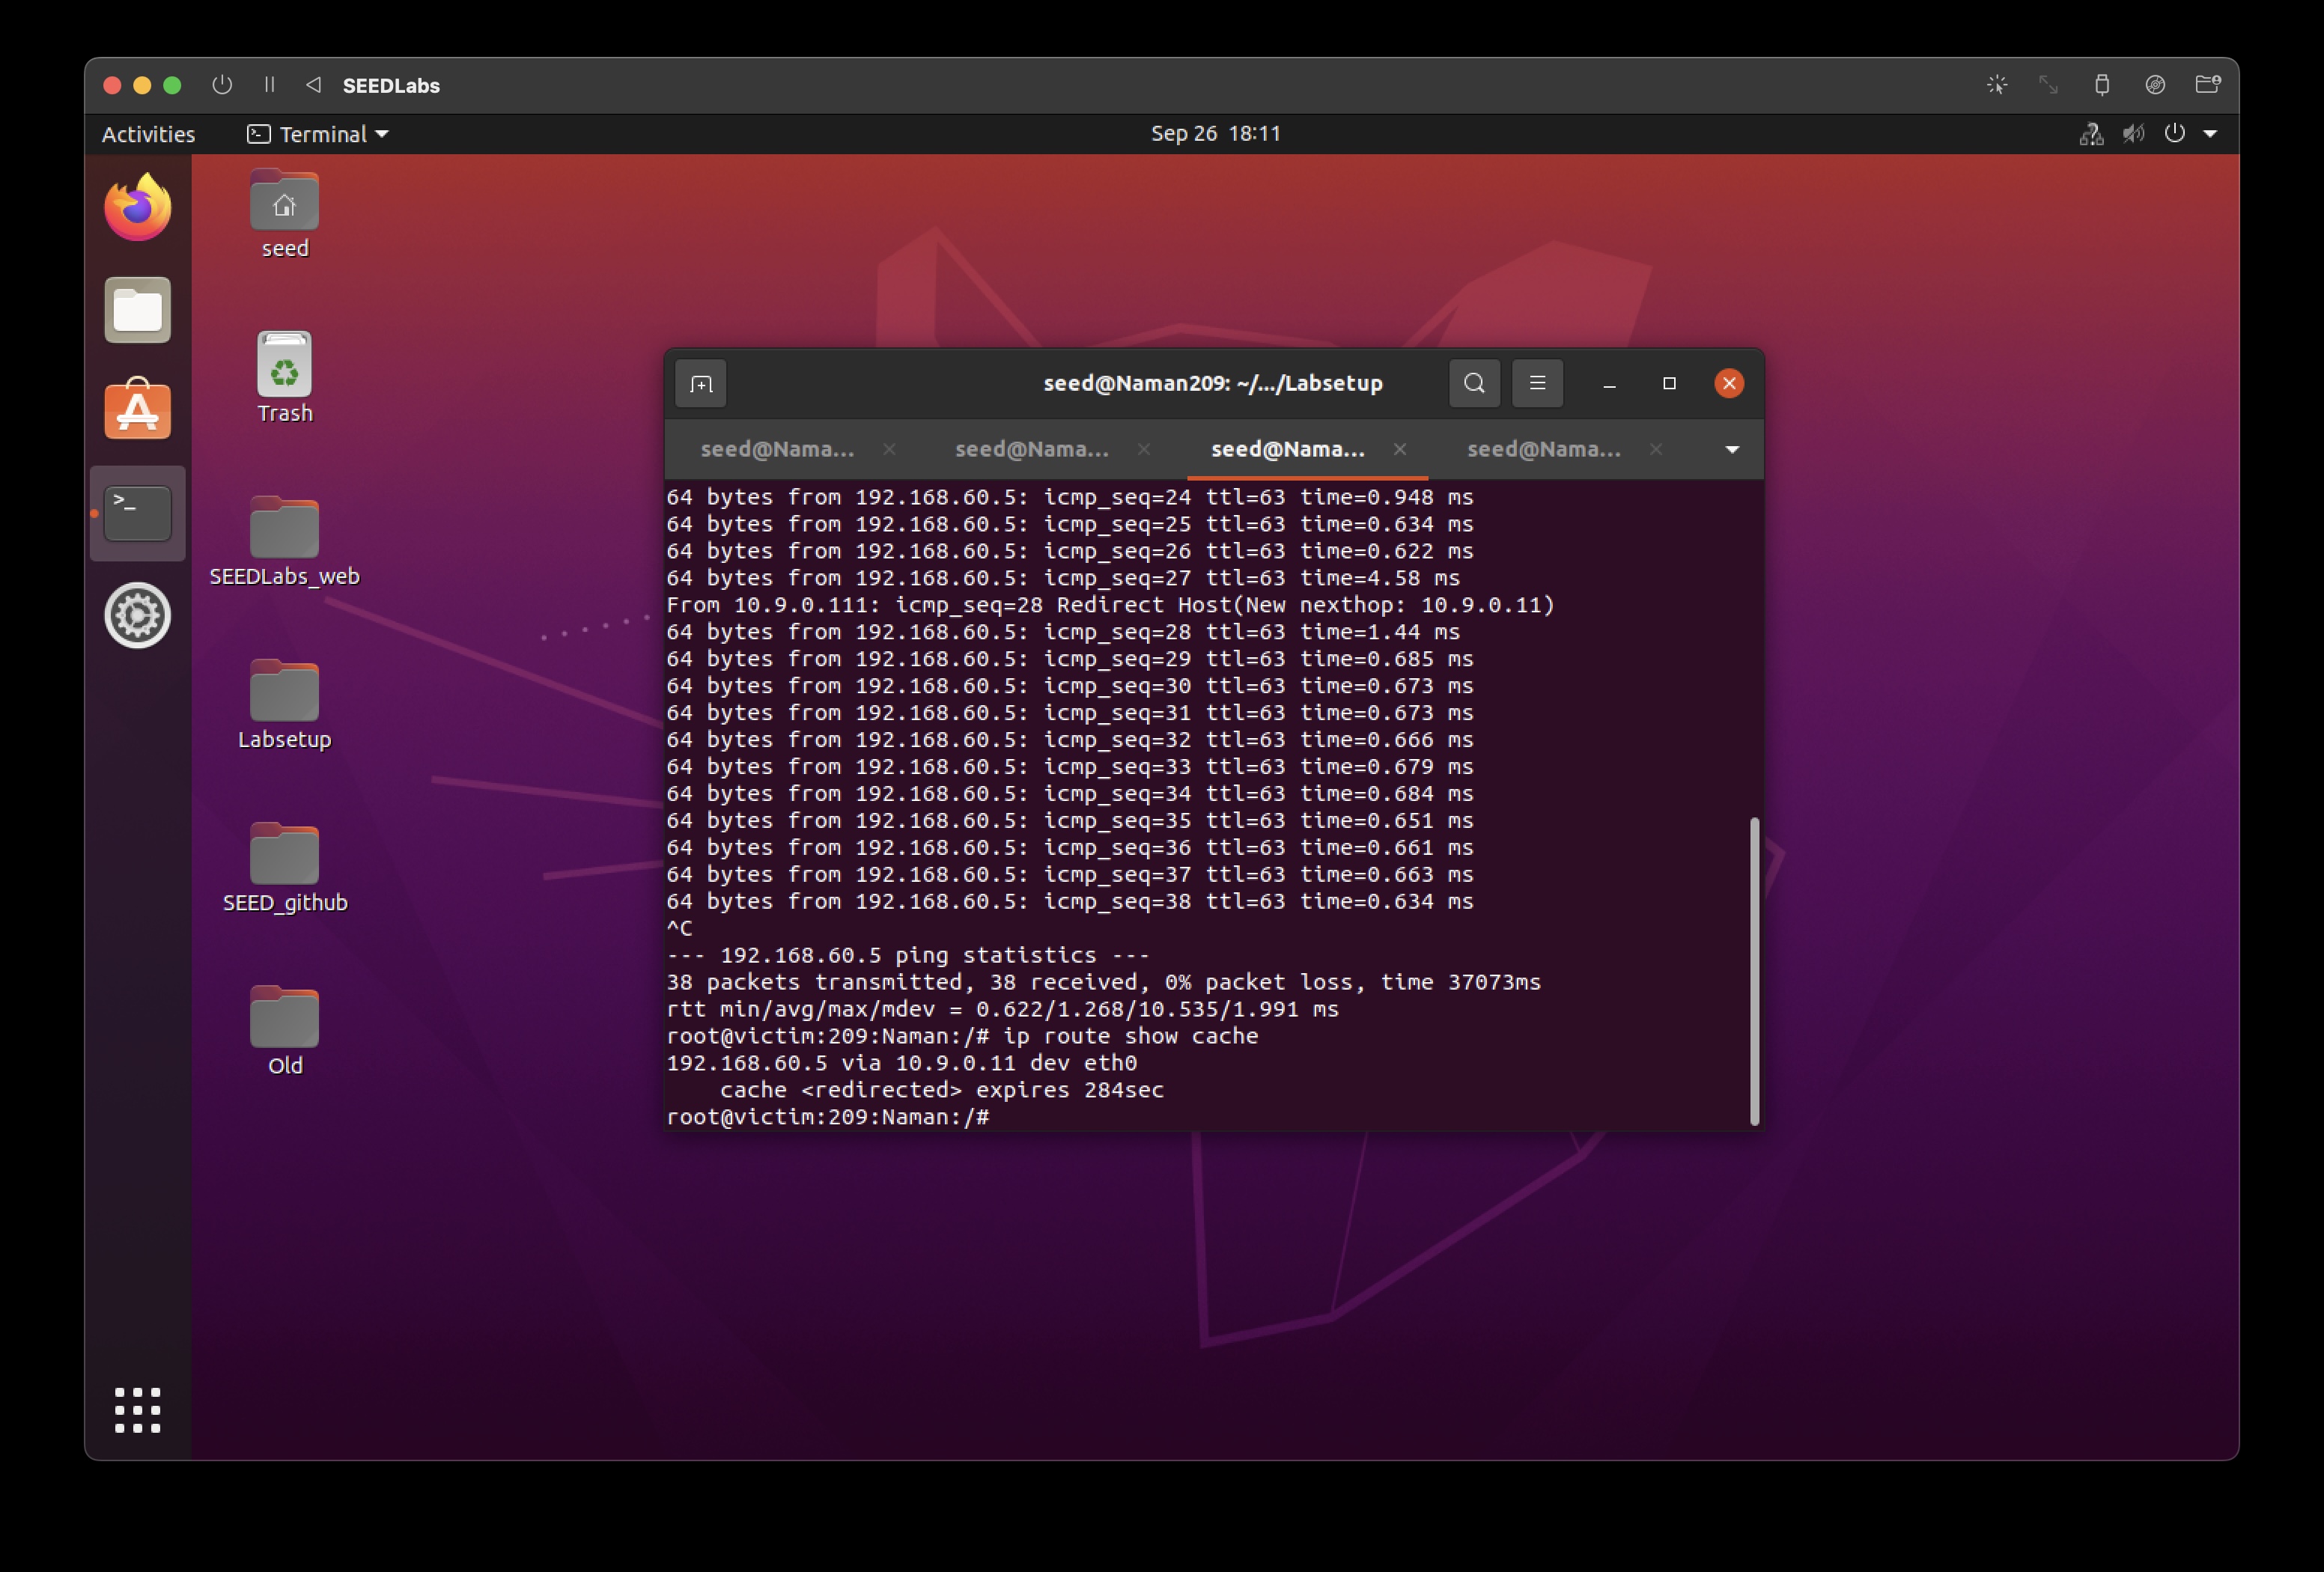 SEEDLabs
Activities
Terminal
Sep 26 18:11
seed
Trash
SEEDLabs_web
Labsetup
SEED_github
Old
seed@Naman209: ~/.../Labsetup
seed@Nama...
seed@Nama...
seed@Nama...
seed@Nama...
64 bytes from 192.168.60.5: icmp_seq=24 ttl=63 time=0.948 ms
64 bytes from 192.168.60.5: icmp_seq=25 ttl=63 time=0.634 ms
64 bytes from 192.168.60.5: icmp_seq=26 ttl=63 time=0.622 ms
64 bytes from 192.168.60.5: icmp_seq=27 ttl=63 time=4.58 ms
From 10.9.0.111: icmp_seq=28 Redirect Host(New nexthop: 10.9.0.11)
64 bytes from 192.168.60.5: icmp_seq=28 ttl=63 time=1.44 ms
64 bytes from 192.168.60.5: icmp_seq=29 ttl=63 time=0.685 ms
64 bytes from 192.168.60.5: icmp_seq=30 ttl=63 time=0.673 ms
64 bytes from 192.168.60.5: icmp_seq=31 ttl=63 time=0.673 ms
64 bytes from 192.168.60.5: icmp_seq=32 ttl=63 time=0.666 ms
64 bytes from 192.168.60.5: icmp_seq=33 ttl=63 time=0.679 ms
64 bytes from 192.168.60.5: icmp_seq=34 ttl=63 time=0.684 ms
64 bytes from 192.168.60.5: icmp_seq=35 ttl=63 time=0.651 ms
64 bytes from 192.168.60.5: icmp_seq=36 ttl=63 time=0.661 ms
64 bytes from 192.168.60.5: icmp_seq=37 ttl=63 time=0.663 ms
64 bytes from 192.168.60.5: icmp_seq=38 ttl=63 time=0.634 ms
^C
--- 192.168.60.5 ping statistics ---
38 packets transmitted, 38 received, 0% packet loss, time 37073ms
rtt min/avg/max/mdev = 0.622/1.268/10.535/1.991 ms
root@victim:209:Naman:/# ip route show cache
192.168.60.5 via 10.9.0.11 dev eth0
    cache <redirected> expires 284sec
root@victim:209:Naman:/#